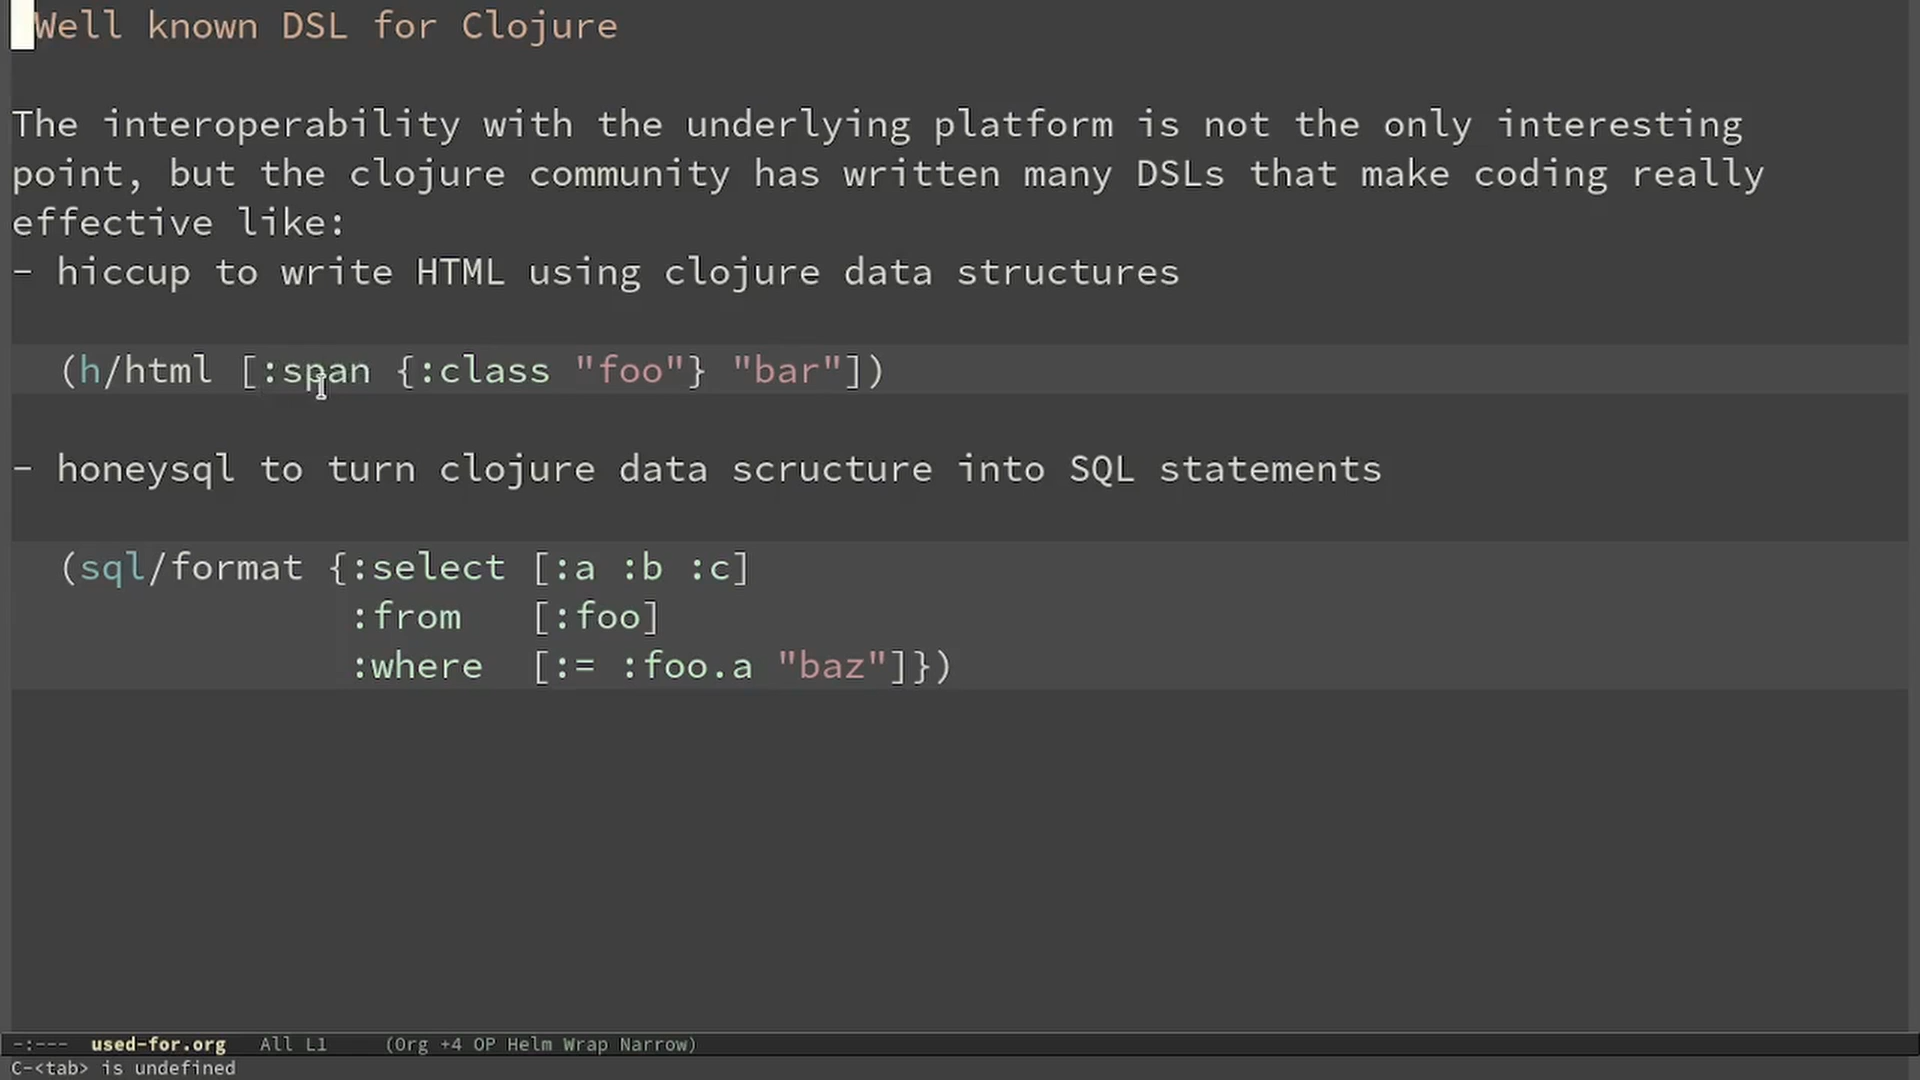 Well known DSL for Clojure
The interoperability with the underlying platform is not the only interesting
point, but the clojure community has written many DSLs that make coding really
effective like:
- hiccup to write HTML using clojure data structures
(h/html [:span {:class "foo"} "bar"])
- honeysql to turn clojure data scructure into SQL statements
(sql/format {:select [:a :b :c]
:from   [:foo]
:where  [:= :foo.a "baz"]})
-:---  used-for.org   All L1     (Org +4 OP Helm Wrap Narrow)
C-<tab> is undefined